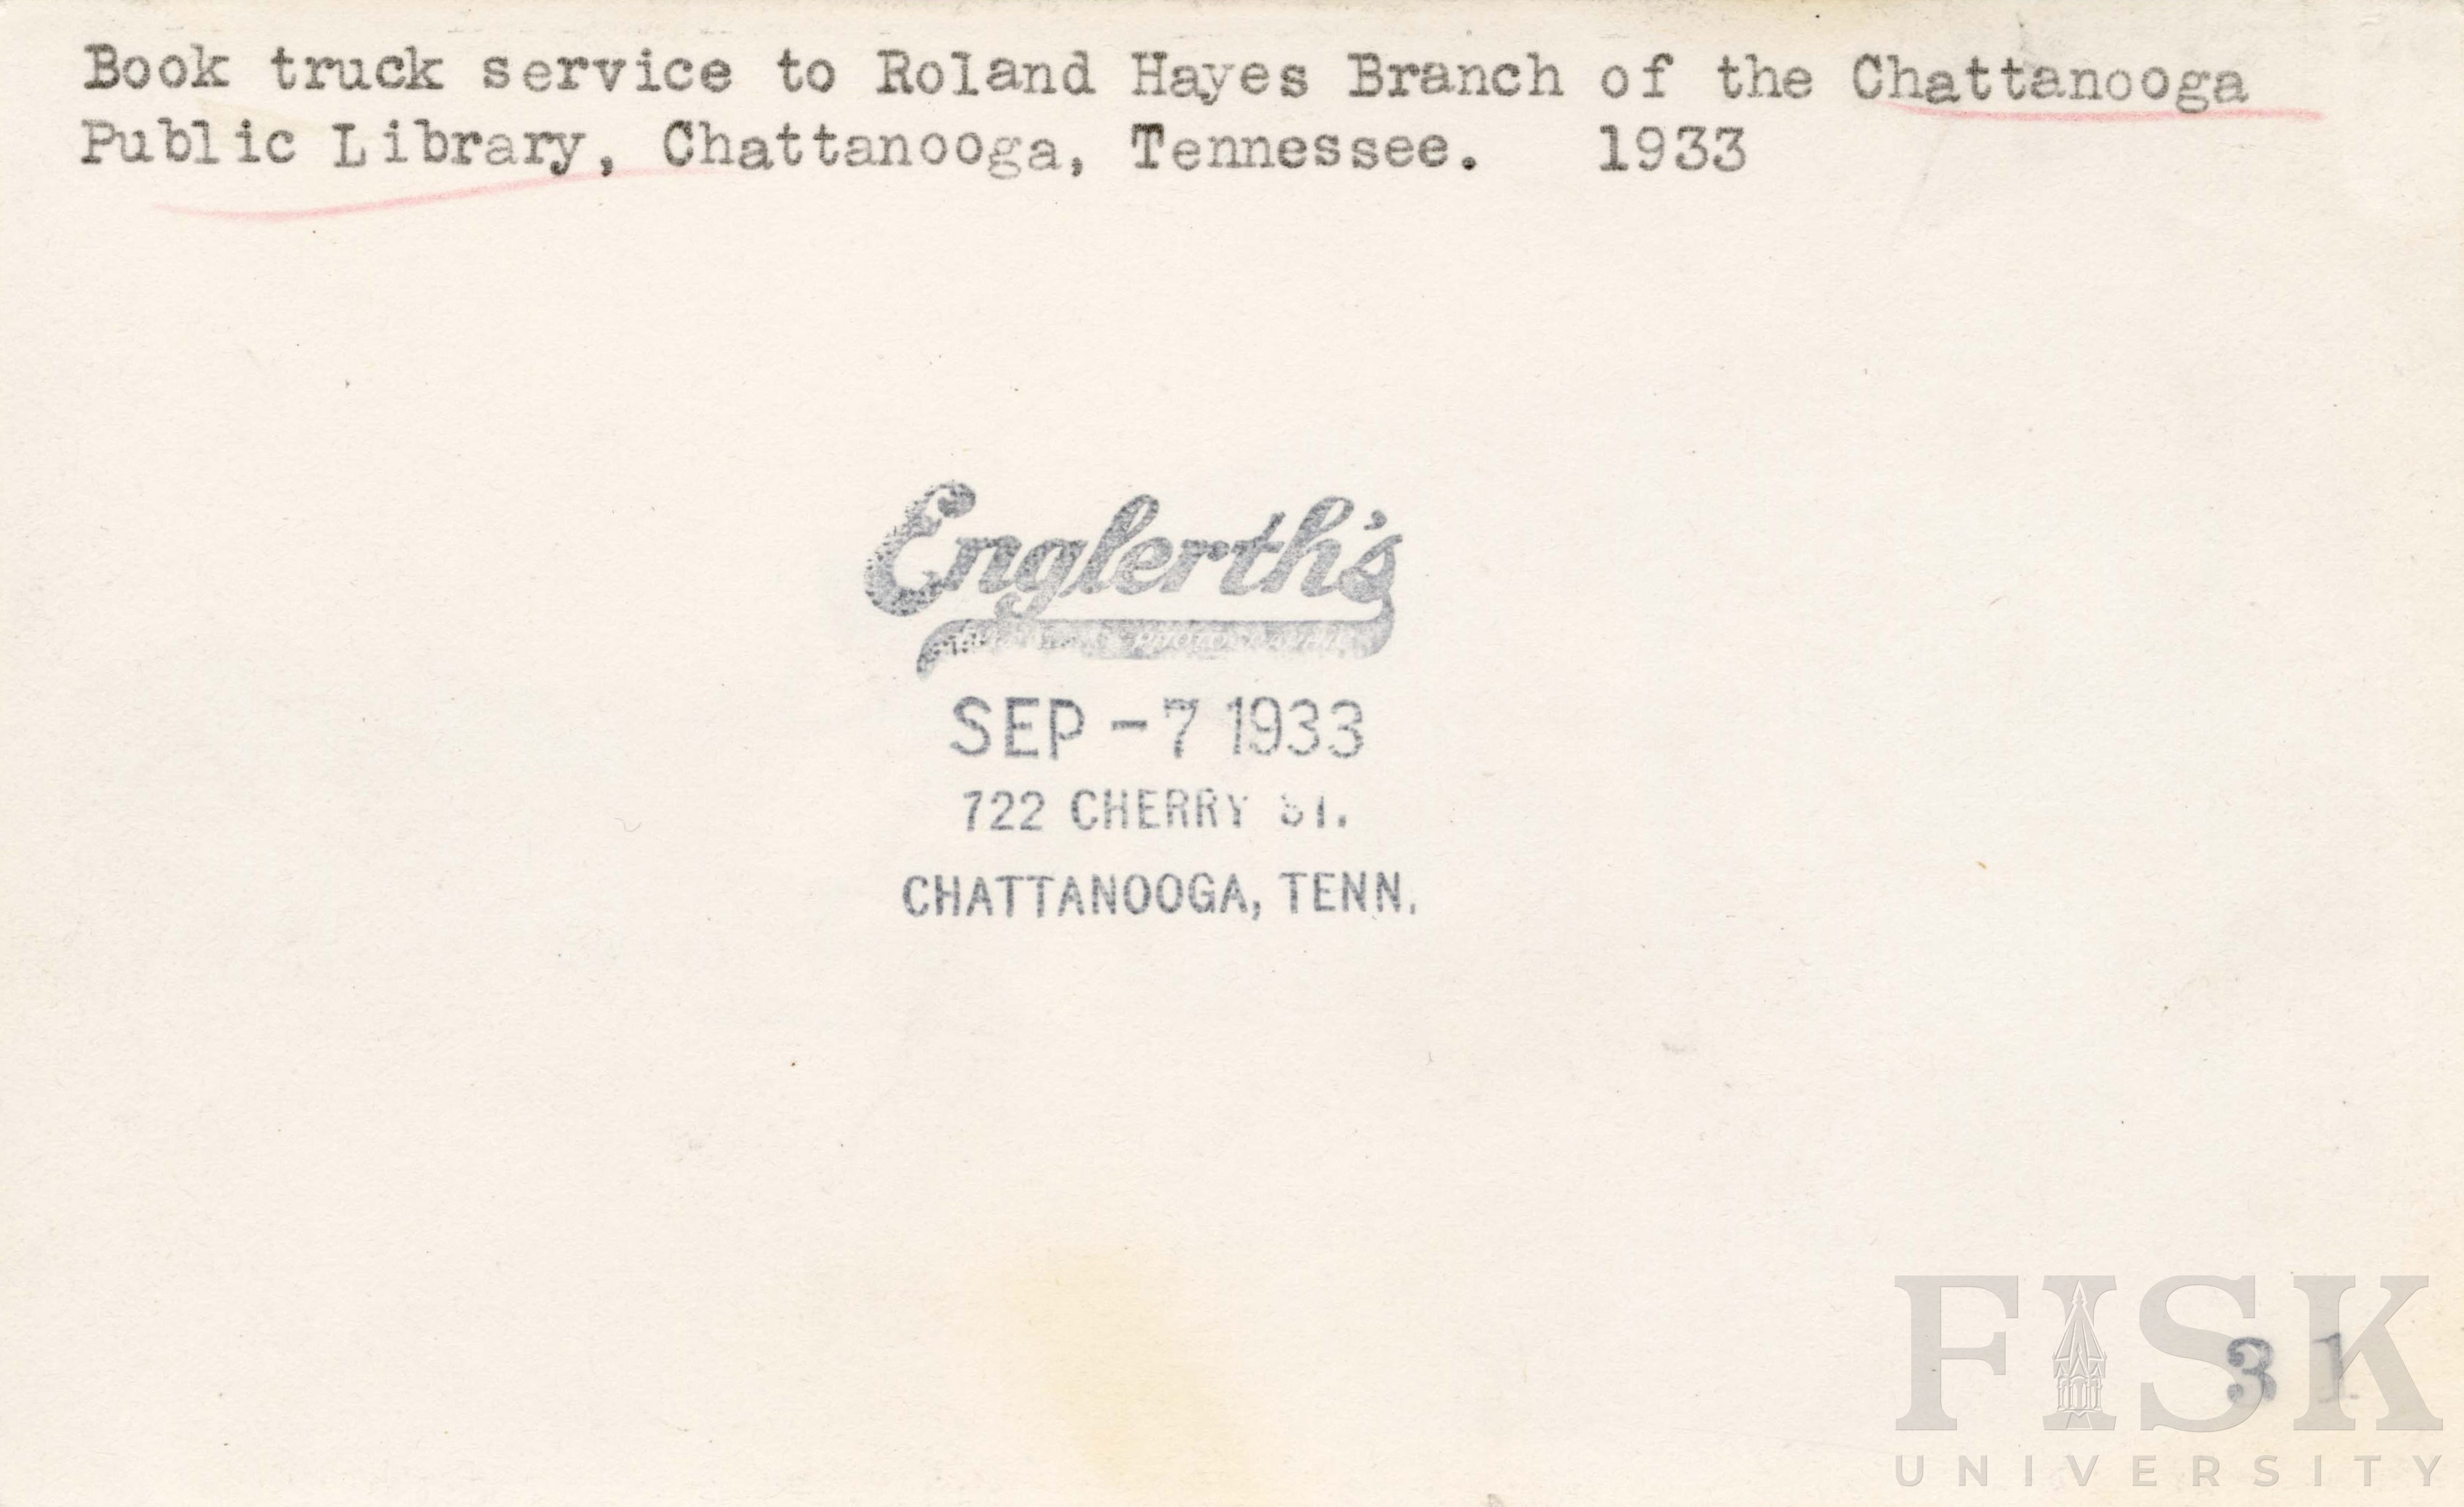 Book truck service to Roland Hayes Branch of the Chattanooga
Public Library, Chattanooga, Tennessee. 1933
Englerth's
SEP - 7 1933
722 CHERRY ST.
CHATTANOOGA, TENN.
31
FISK
UNIVERSITY